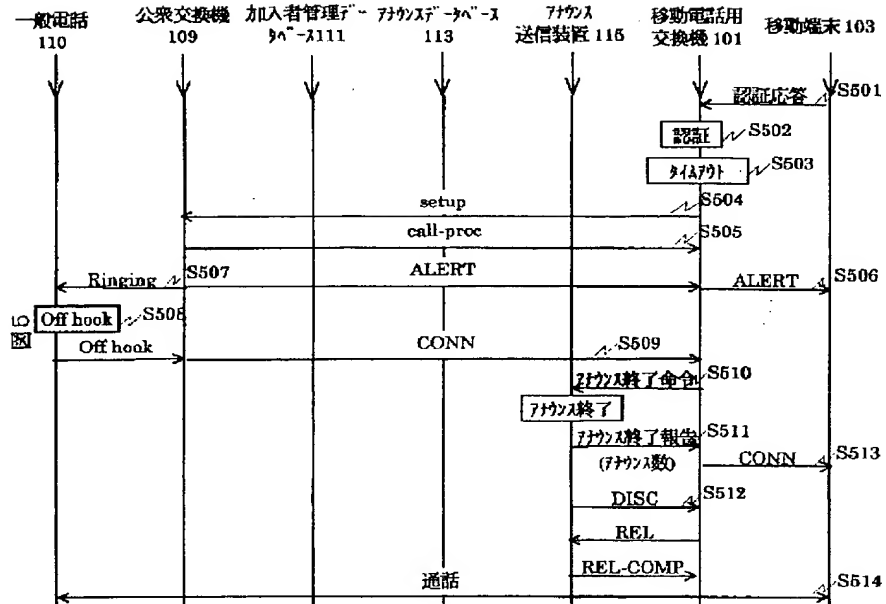 一般電話
110
公衆交換機
109
加入者管理デー
タベース111
アナウンスデータベース
113
アナウンス
送信装置 115
移動電話用
交換機 101
移動端末 103
認証応答
S501
認証
S502
タイムアウト
S503
setup
S504
call-proc
S505
Ringing
S507
ALERT
ALERT
S506
図5
Off hook
S508
Off hook
CONN
S509
アナウンス終了命令
S510
アナウンス終了
アナウンス終了報告
S511
(アナウンス数)
CONN
S513
DISC
S512
REL
REL-COMP
通話
S514